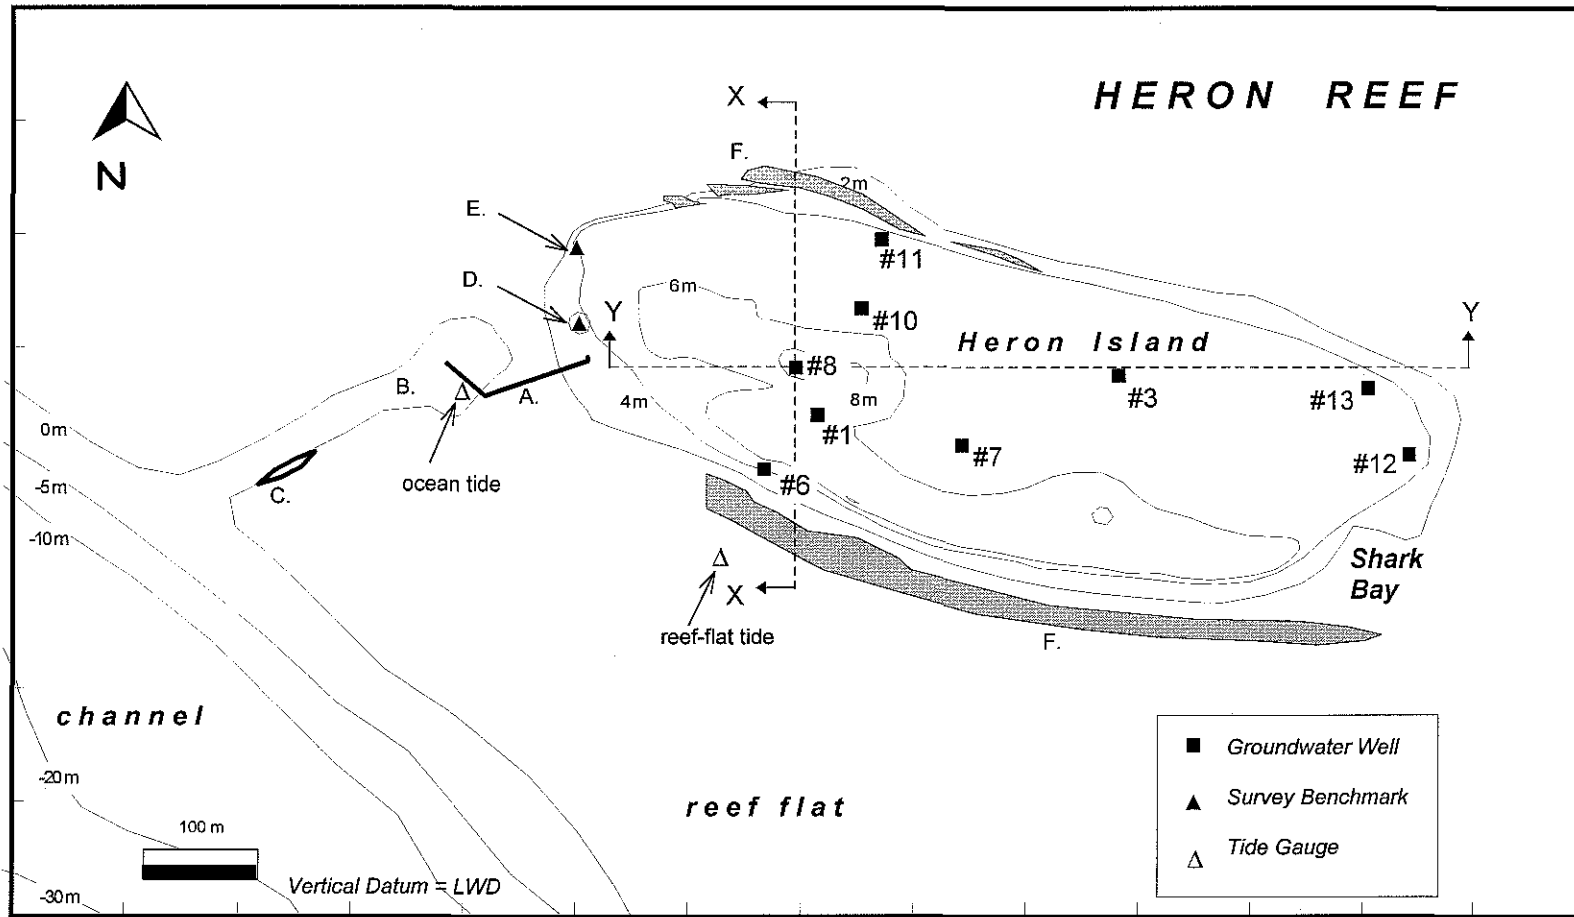 HERON REEF
X
F.
2m
N
E.
#11
D.
6m
Y
Y
#10
Heron Island
#8
B.
A.
4m
8m
#3
#13
0m
#1
#7
#12
ocean tide
#6
-5m
C.
-10m
Shark
Bay
X
reef-flat tide
F.
channel
Groundwater Well
-20m
Survey Benchmark
reef flat
100 m
Tide Gauge
Vertical Datum = LWD
-30m